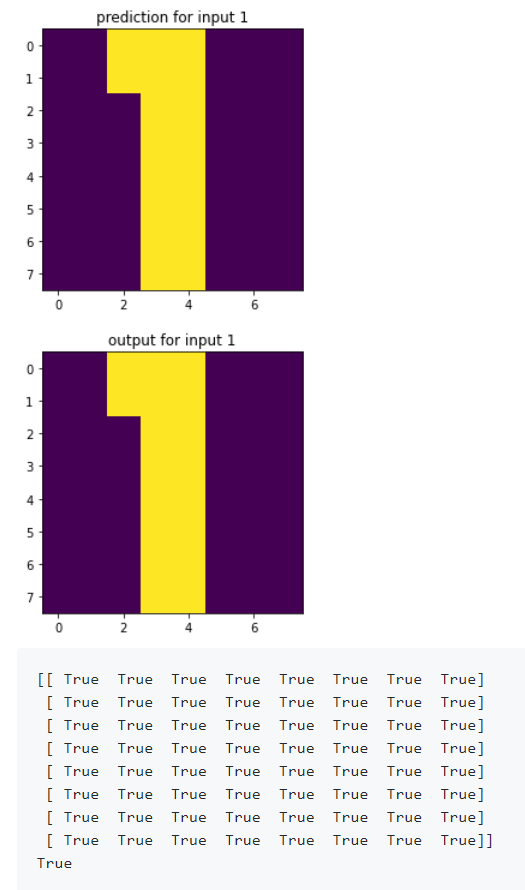 prediction for input 1
0
1
2
3
4
5
6
7
0 2 4 6
output for input 1
0
1
2
3
4
5
6
7
0 2 4 6
[[ True  True  True  True  True  True  True  True]
 [ True  True  True  True  True  True  True  True]
 [ True  True  True  True  True  True  True  True]
 [ True  True  True  True  True  True  True  True]
 [ True  True  True  True  True  True  True  True]
 [ True  True  True  True  True  True  True  True]
 [ True  True  True  True  True  True  True  True]
 [ True  True  True  True  True  True  True  True]]
True